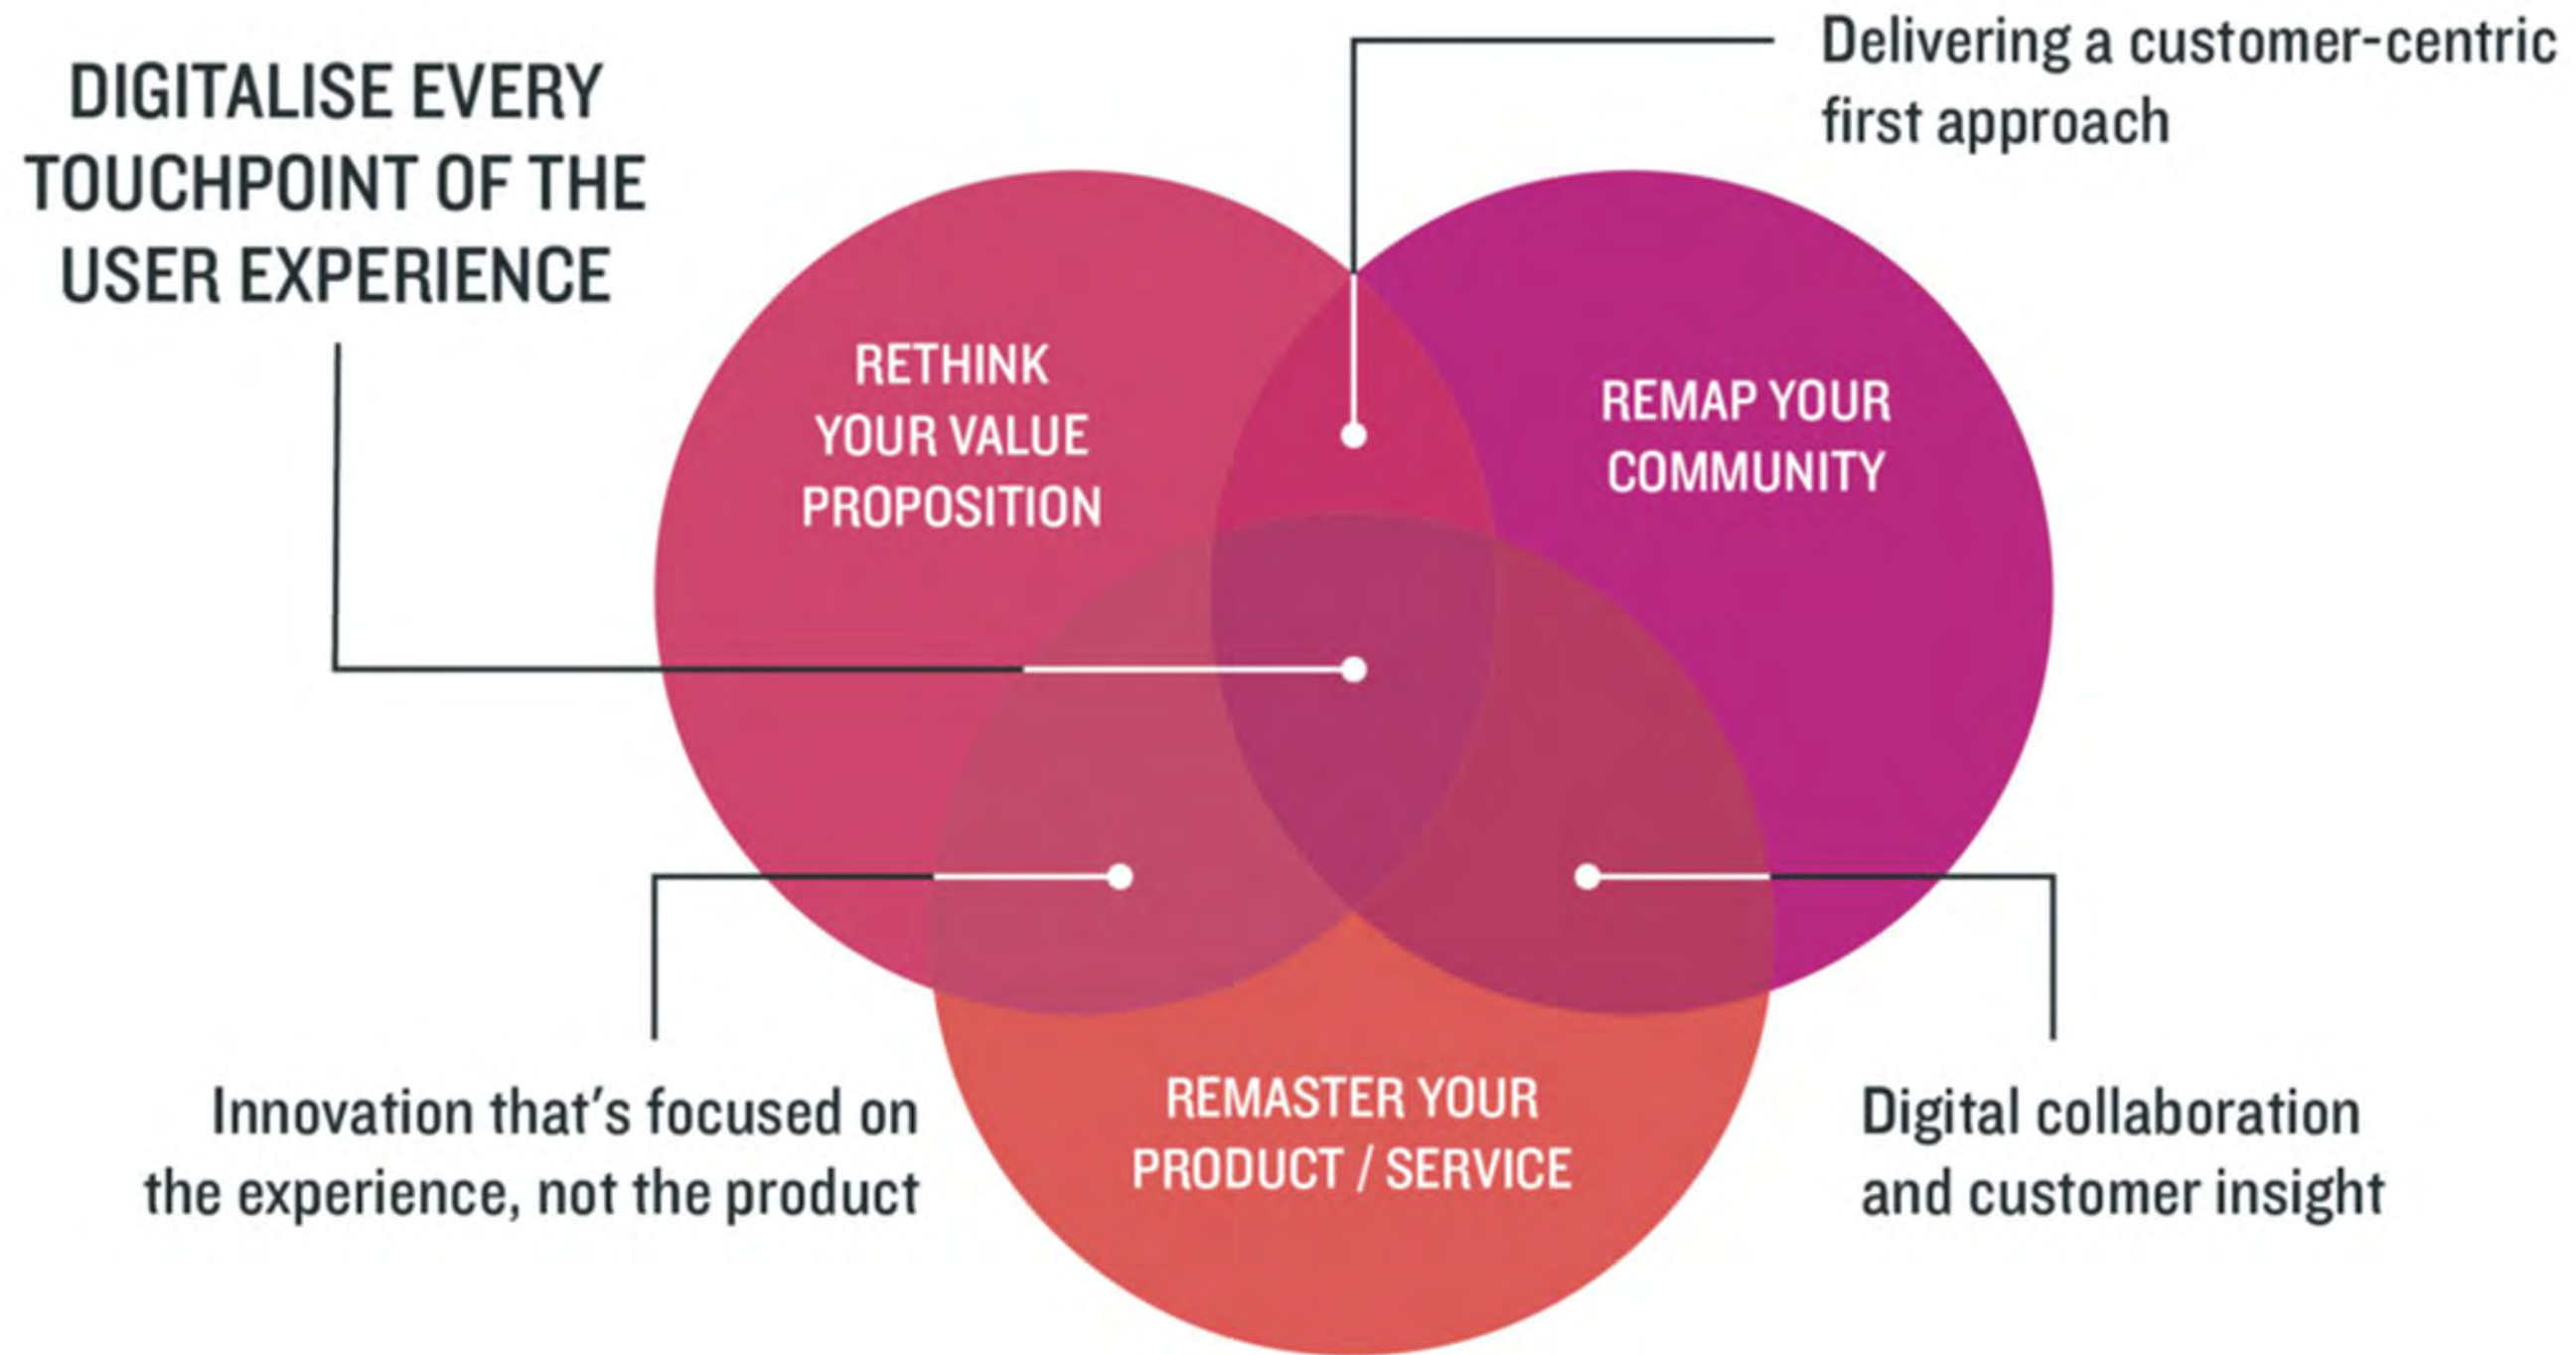 Delivering a customer-centric
first approach
DIGITALISE EVERY
TOUCHPOINT OF THE
USER EXPERIENCE
RETHINK
YOUR VALUE
PROPOSITION
REMAP YOUR
COMMUNITY
Innovation that's focused on
the experience, not the product
REMASTER YOUR
PRODUCT / SERVICE
Digital collaboration
and customer insight